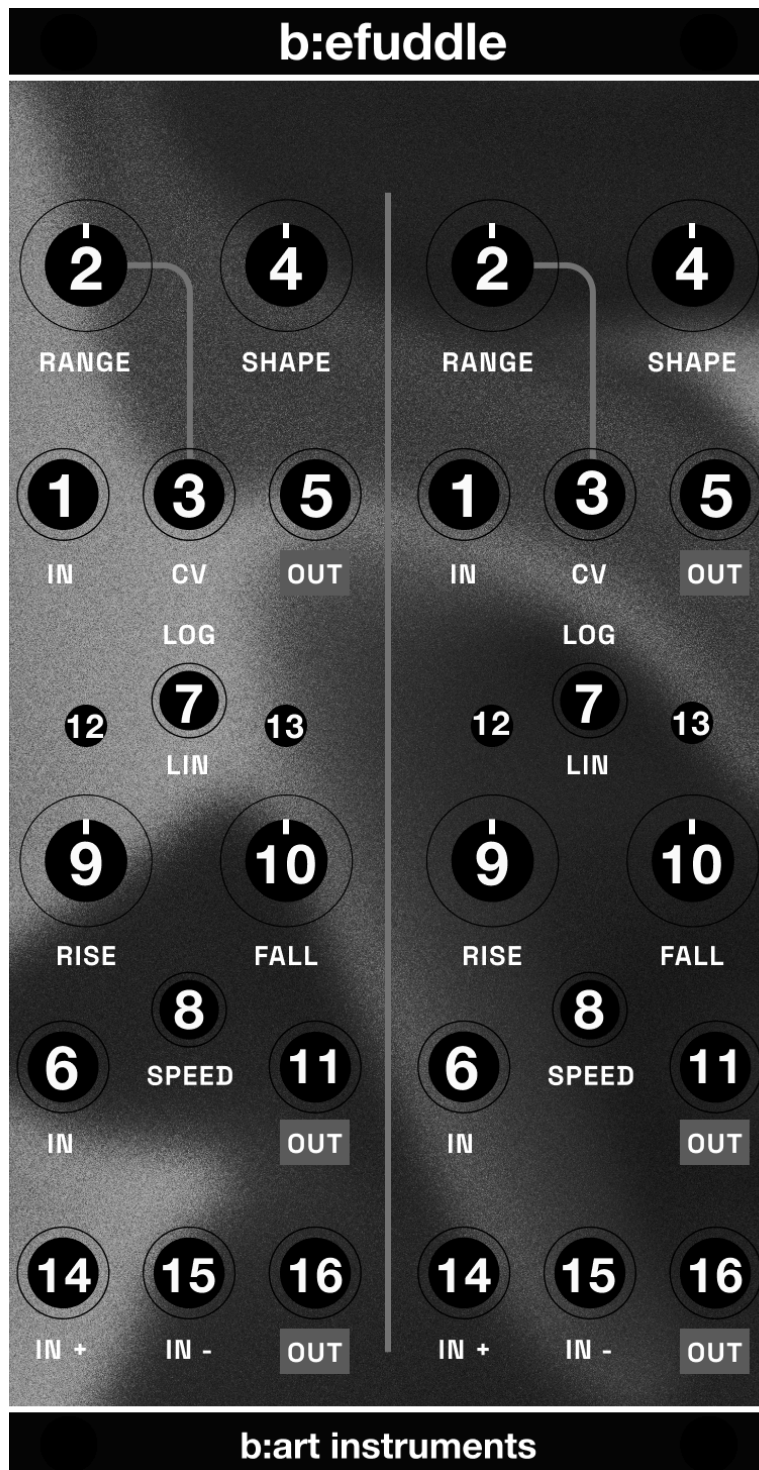 b:efuddle
2 4 2 4
RANGE SHAPE RANGE SHAPE
1 3 5 1 3 5
IN CV OUT IN CV OUT
LOG LOG
7 7
12 13 12 13
LIN LIN
9 10 9 10
RISE FALL RISE FALL
8 8
6 11 6 11
SPEED SPEED
IN OUT IN OUT
14 15 16 14 15 16
IN + IN - OUT IN + IN - OUT
b:art instruments